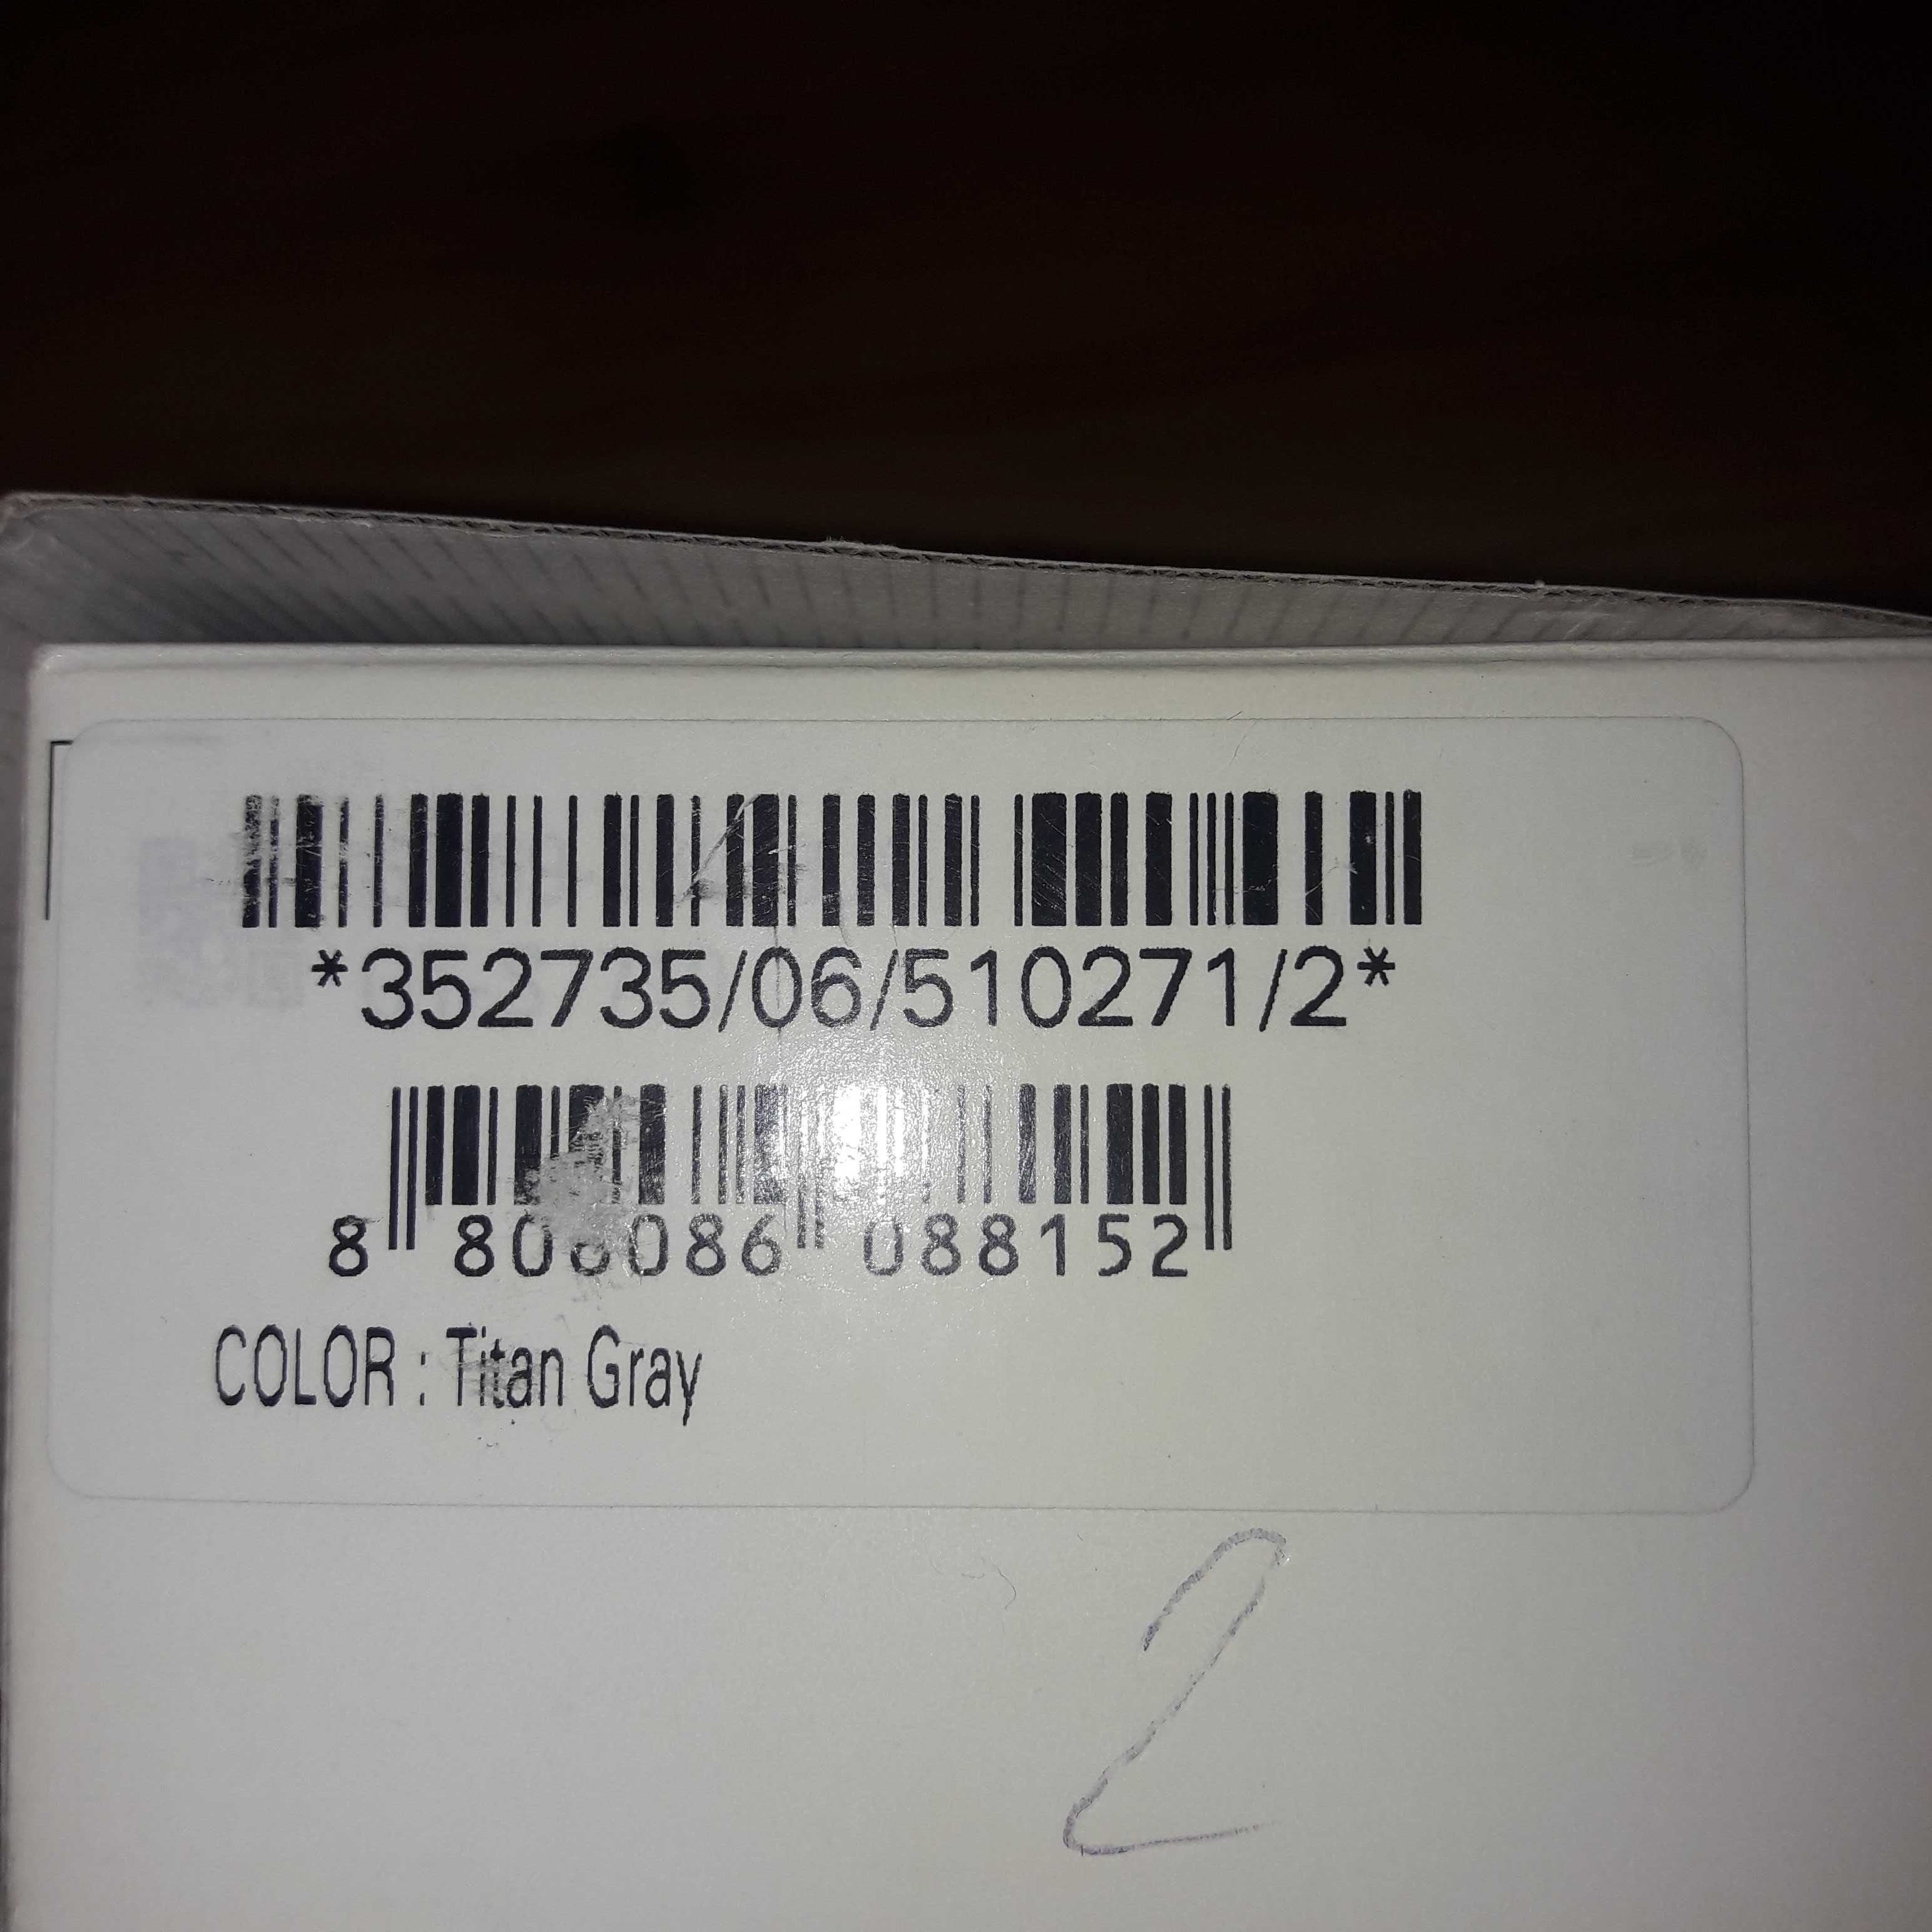 *352735/06/510271/2*
8 806086 088152
COLOR : Titan Gray
2